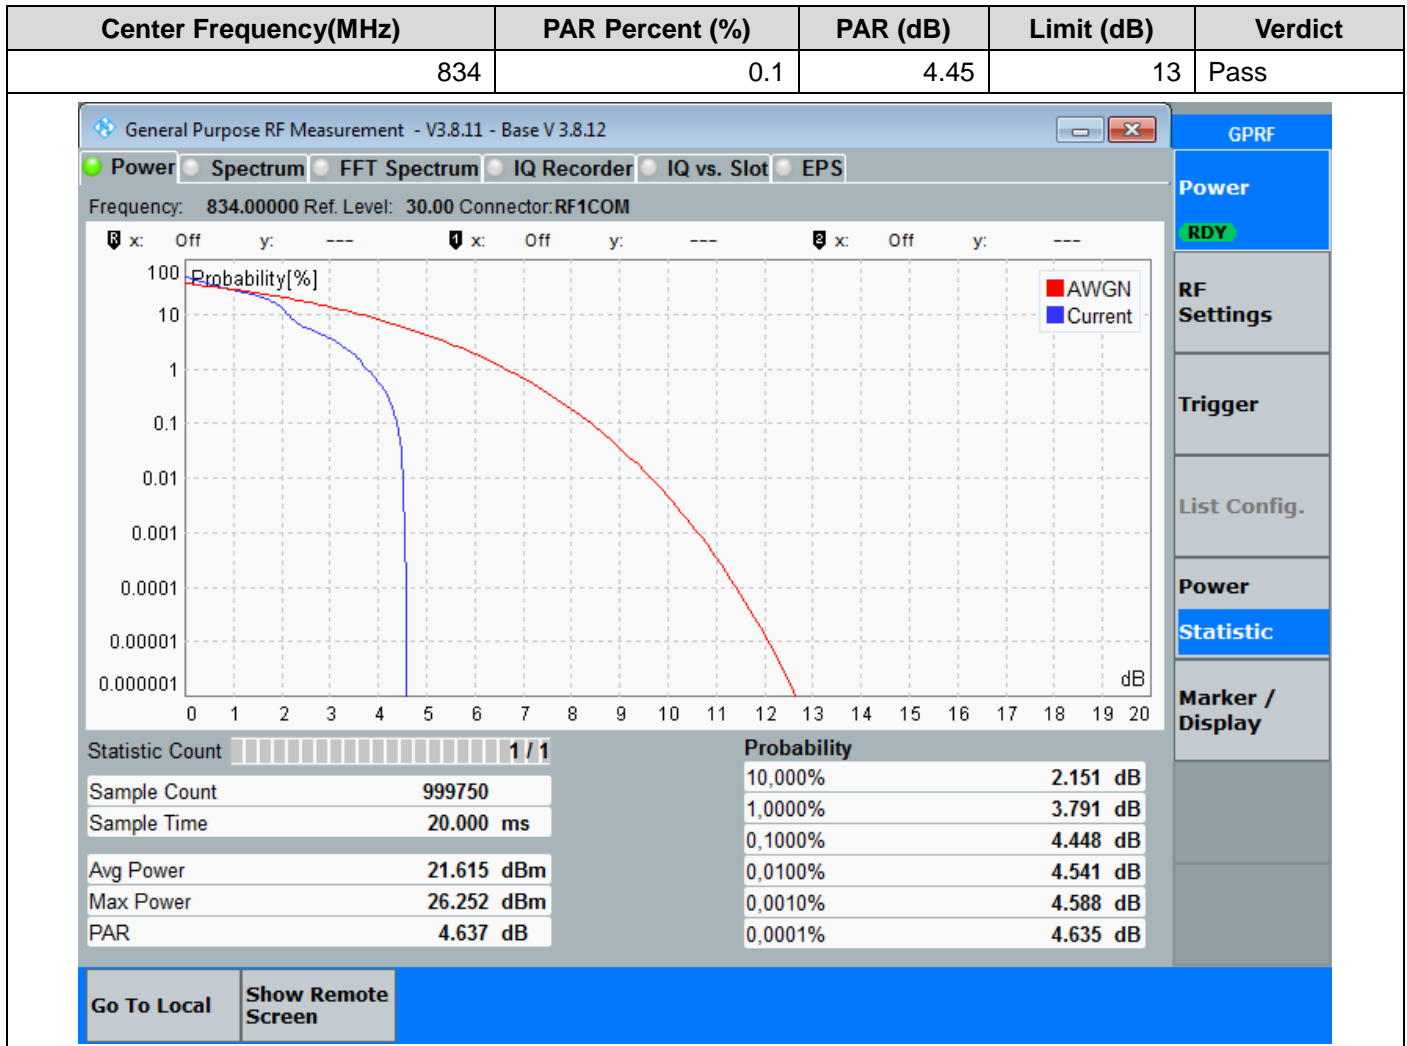 Center Frequency(MHz) PAR Percent (%) PAR (dB) Limit (dB) Verdict
834 0.1 4.45 13 Pass
General Purpose RF Measurement - V3.8.11 - Base V 3.8.12
GPRF
Power Spectrum FFT Spectrum IQ Recorder IQ vs. Slot EPS
Frequency: 834.00000 Ref. Level: 30.00 Connector: RF1COM
R x: Off y: --- 1 x: Off y: --- 2 x: Off y: ---
Probability[%]
100
10
1
0.1
0.01
0.001
0.0001
0.00001
0.000001
AWGN
Current
dB
0 1 2 3 4 5 6 7 8 9 10 11 12 13 14 15 16 17 18 19 20
Statistic Count 1 / 1
Sample Count 999750
Sample Time 20.000 ms
Avg Power 21.615 dBm
Max Power 26.252 dBm
PAR 4.637 dB
Probability
10,000% 2.151 dB
1,0000% 3.791 dB
0,1000% 4.448 dB
0,0100% 4.541 dB
0,0010% 4.588 dB
0,0001% 4.635 dB
Power
RDY
RF
Settings
Trigger
List Config.
Power
Statistic
Marker /
Display
Go To Local
Show Remote
Screen